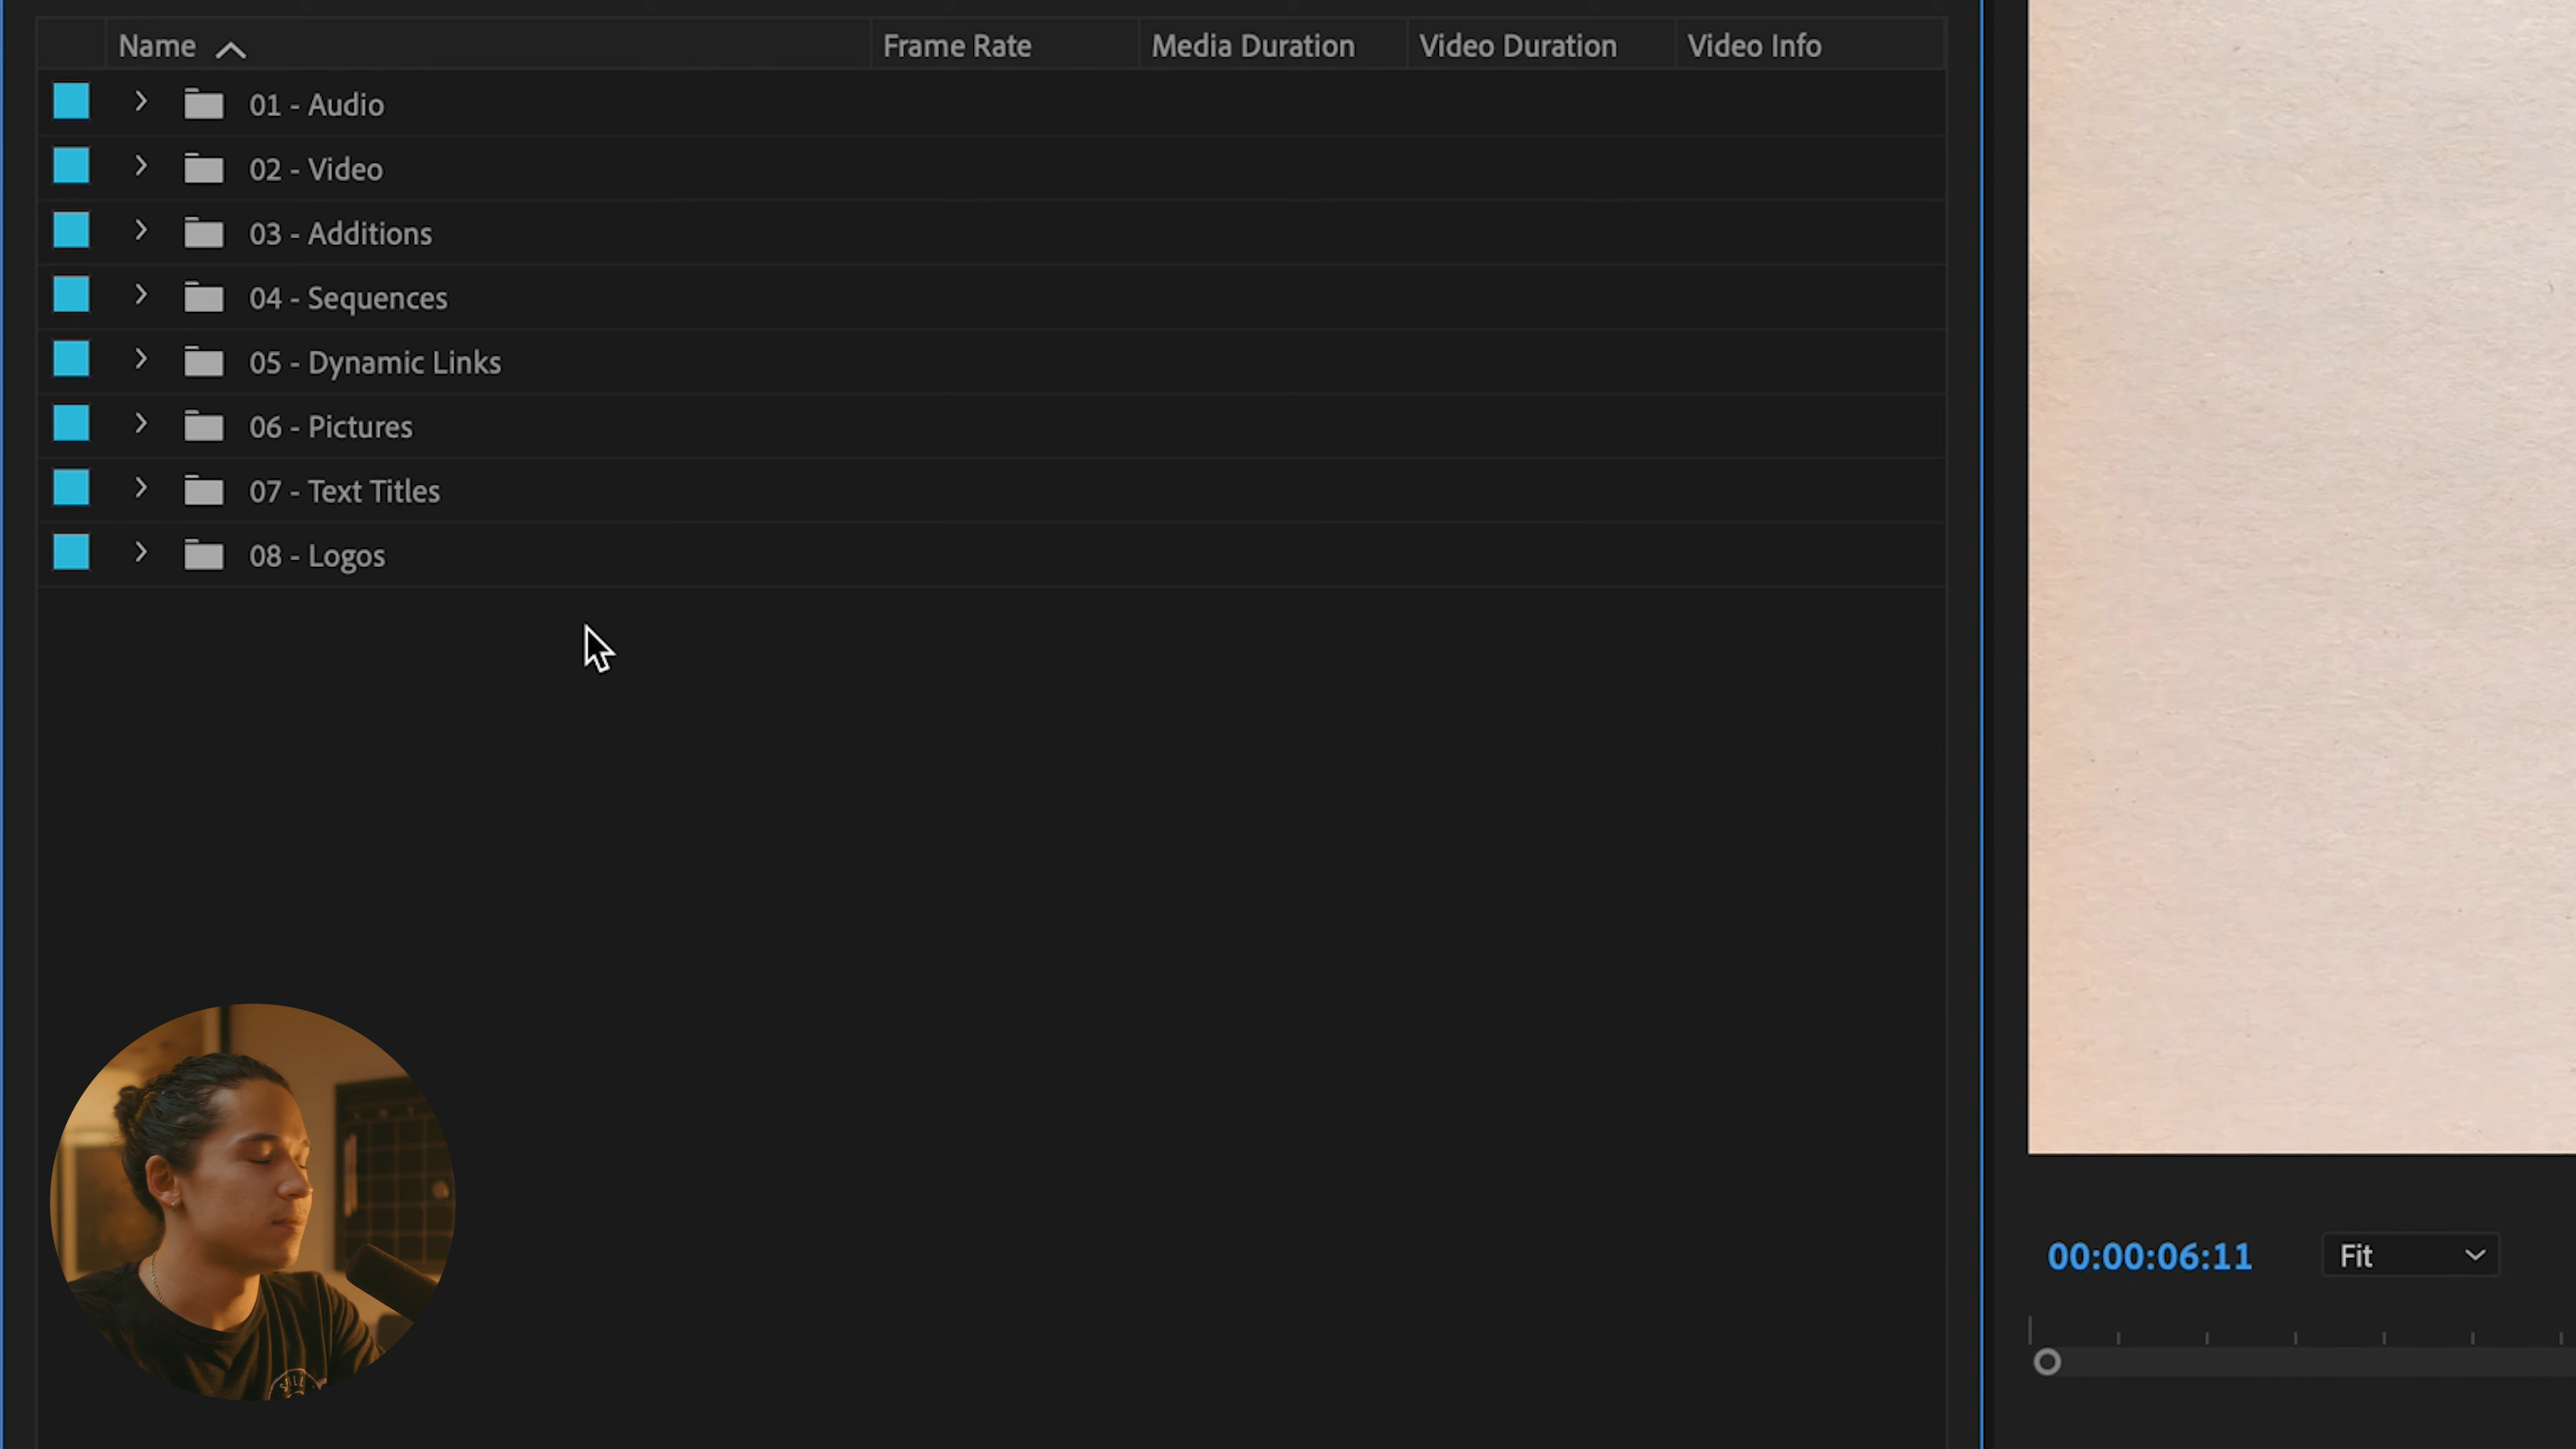 Name Frame Rate Media Duration Video Duration Video Info
01 - Audio
02 - Video
03 - Additions
04 - Sequences
05 - Dynamic Links
06 - Pictures
07 - Text Titles
08 - Logos
00:00:06:11 Fit